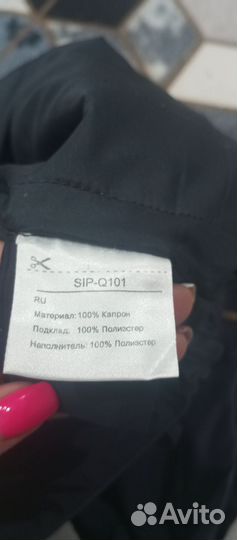 SIP-Q101
RU
Материал:100% Капрон
Подклад: 100% Полиэстер
Наполнитель:100% Полиэстер
Avito